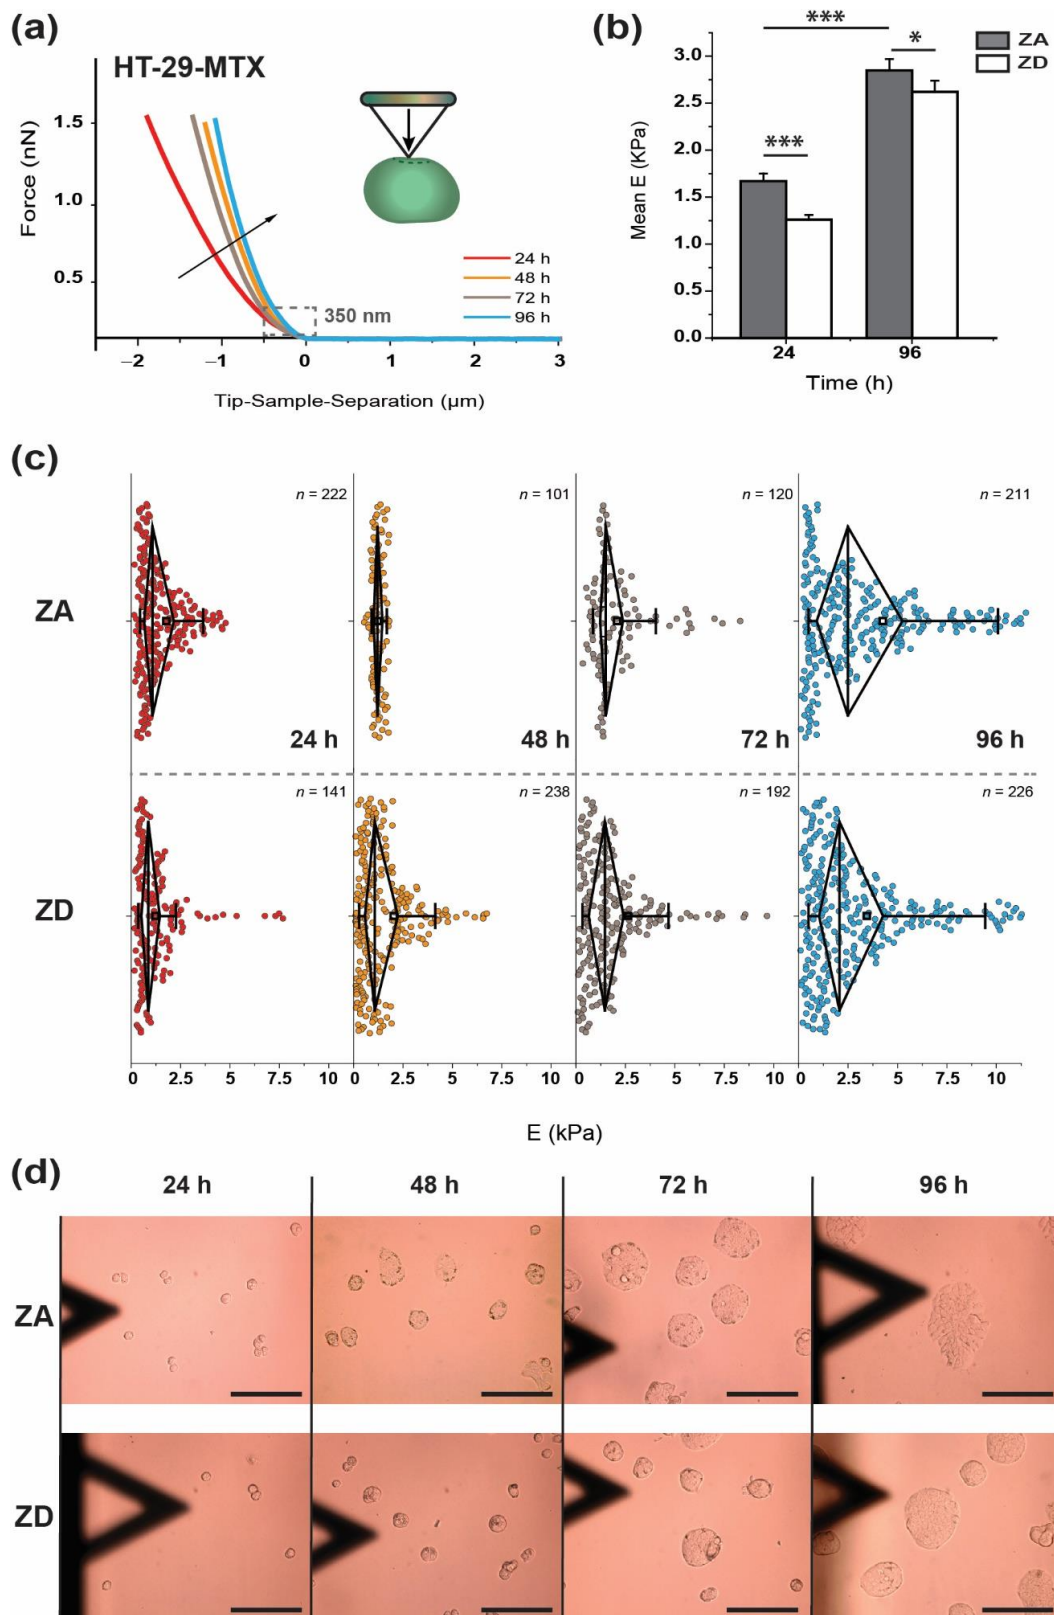 (a)
HT-29-MTX
Force (nN)
1.5
1.0
0.5
350 nm
24 h
48 h
72 h
96 h
−2 −1 0 1 2 3
Tip-Sample-Separation (µm)
(b)
***
*
***
ZA
ZD
Mean E (KPa)
3.0
2.5
2.0
1.5
1.0
0.5
0.0
24 96
Time (h)
(c)
n = 222 n = 101 n = 120 n = 211
ZA
24 h 48 h 72 h 96 h
n = 141 n = 238 n = 192 n = 226
ZD
0 2.5 5 7.5 10 0 2.5 5 7.5 10 0 2.5 5 7.5 10 0 2.5 5 7.5 10
E (kPa)
(d)
24 h 48 h 72 h 96 h
ZA
ZD